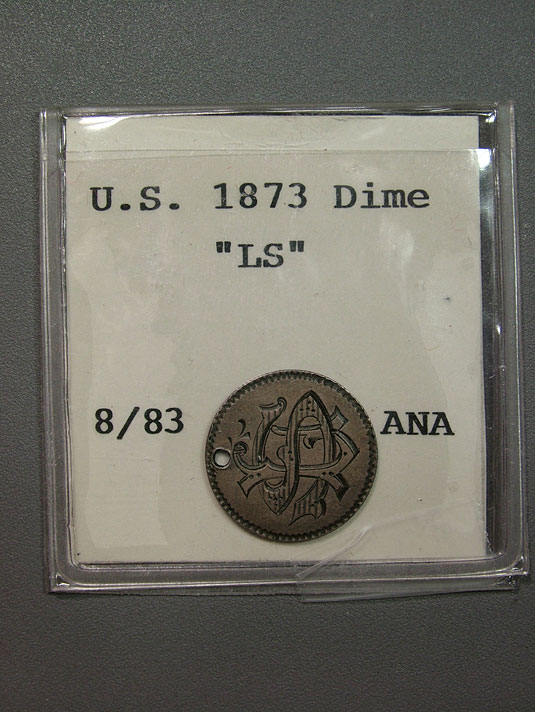 U.S. 1873 Dime
"LS"
8/83 ANA